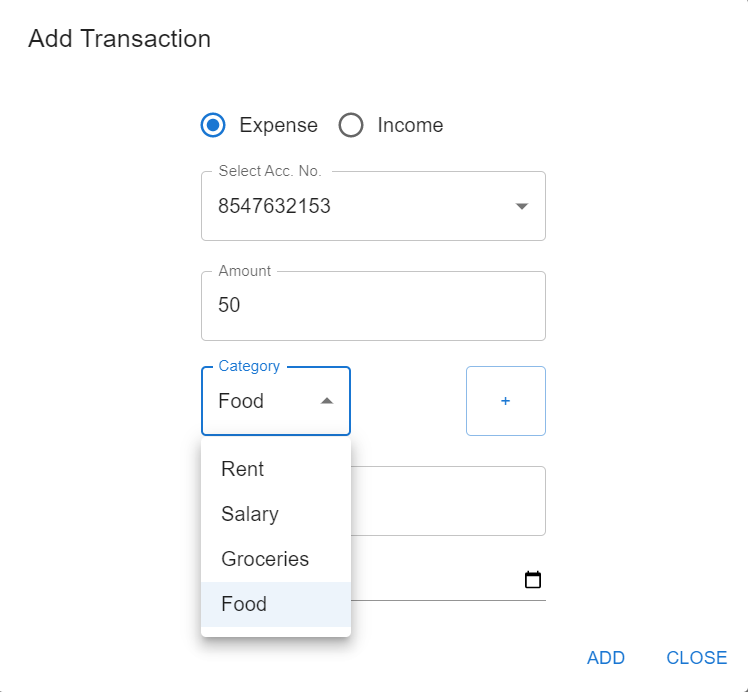 Add Transaction
Expense Income
Select Acc. No.
8547632153
Amount
50
Category
Food
+
Rent
Salary
Groceries
Food
ADD CLOSE